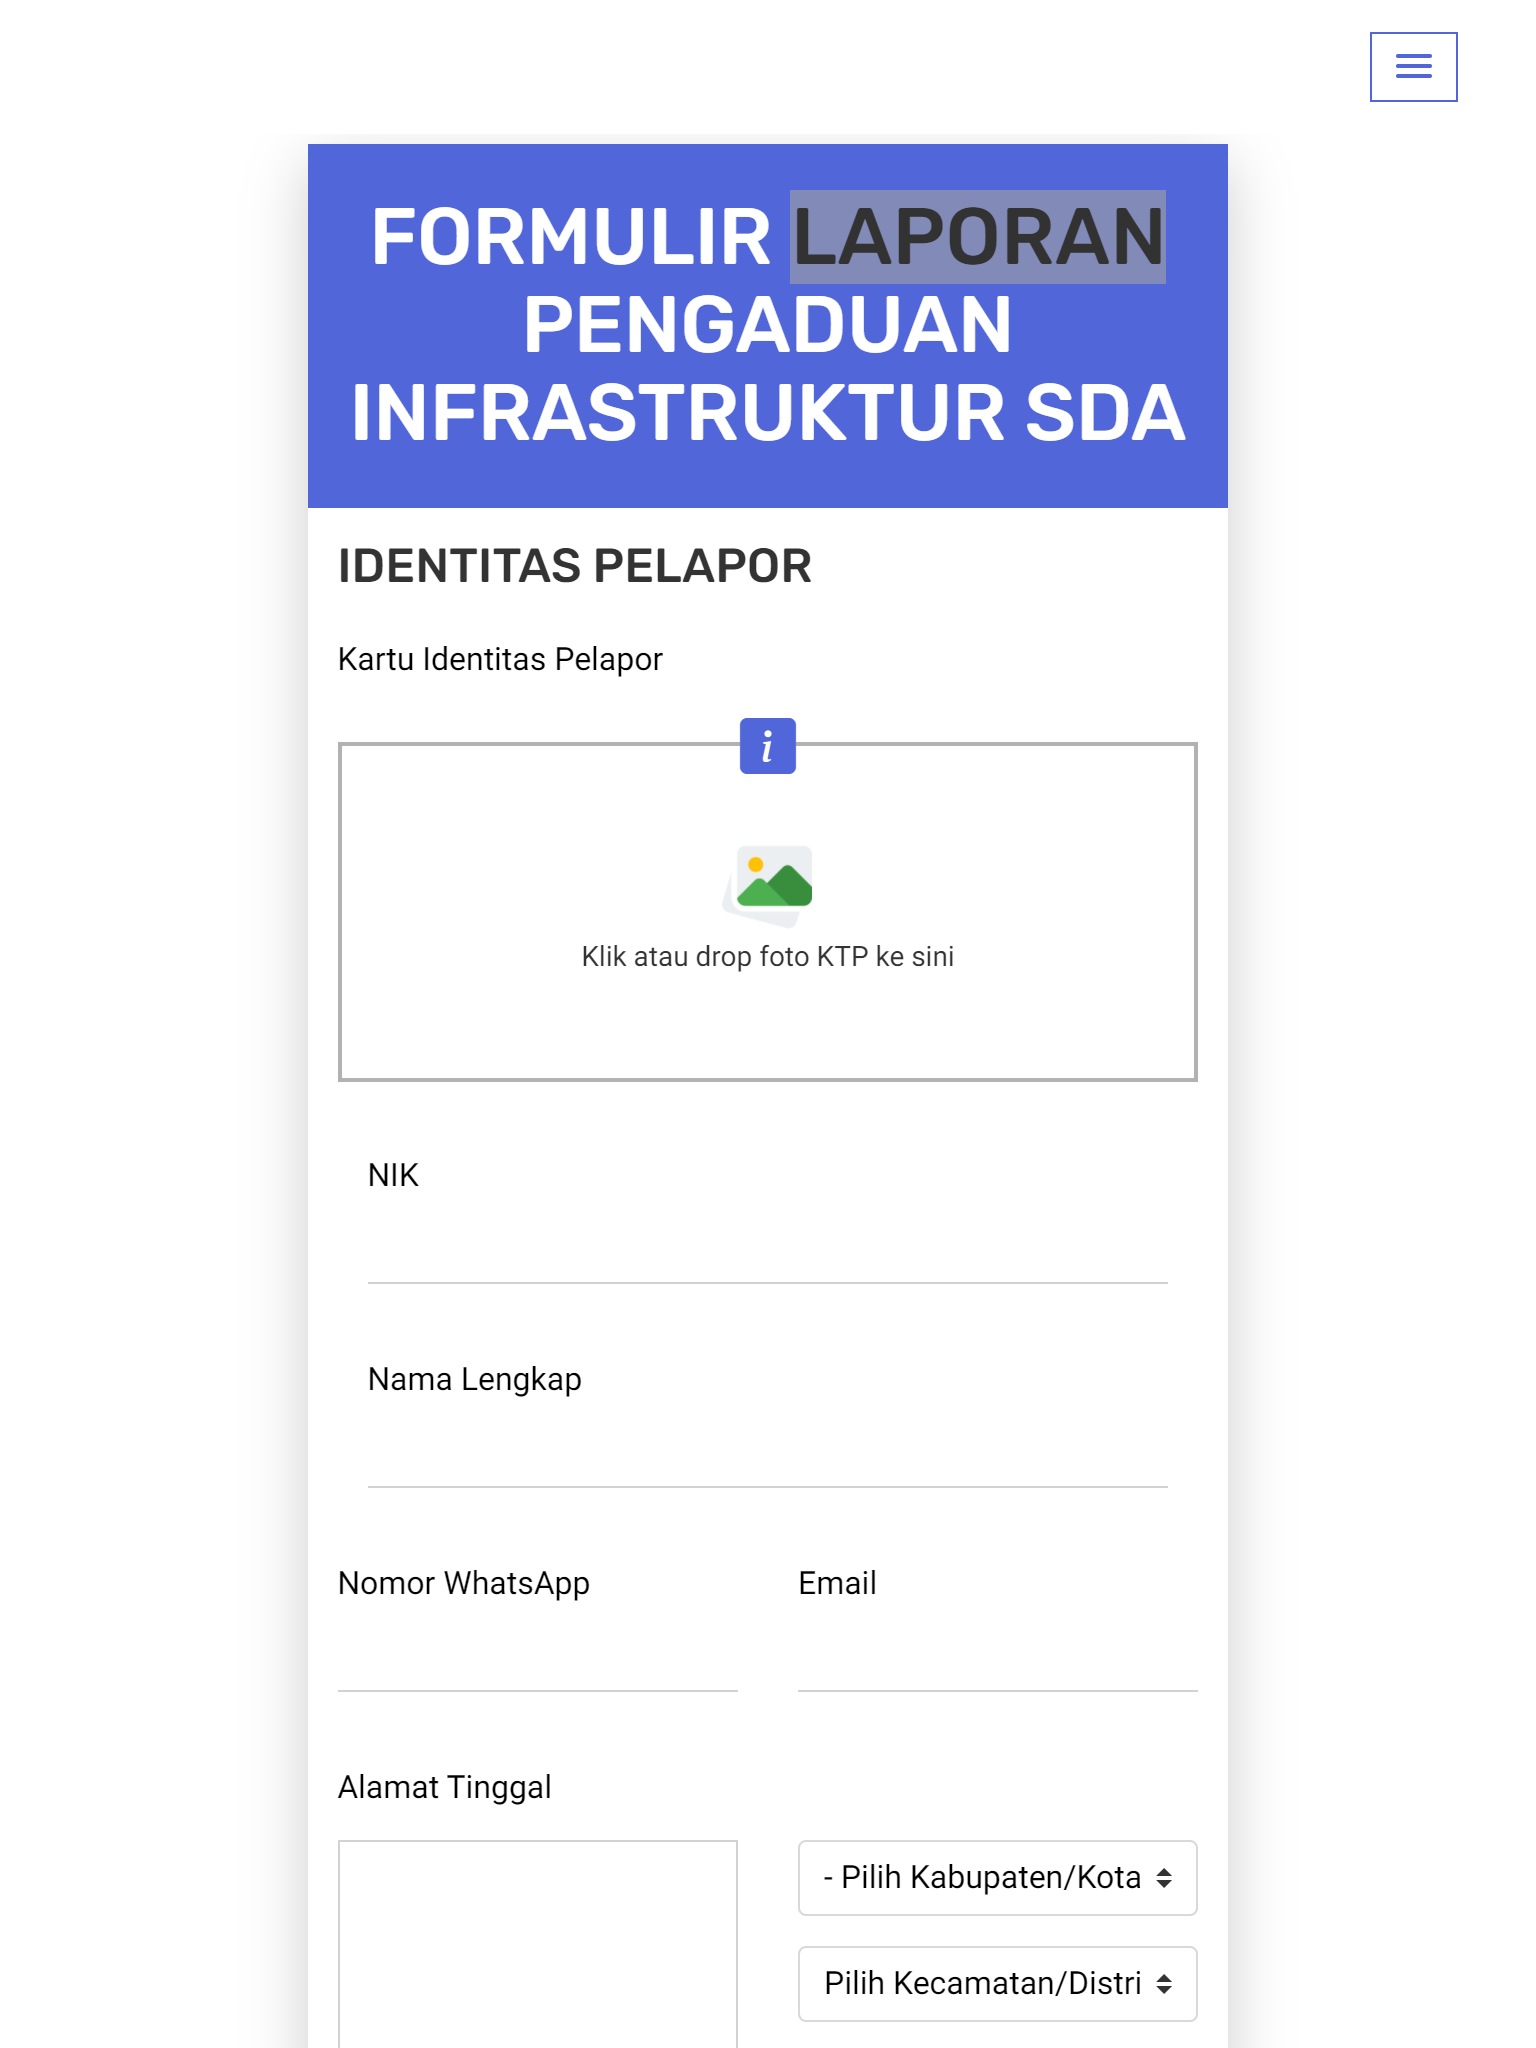 FORMULIR LAPORAN
PENGADUAN
INFRASTRUKTUR SDA
IDENTITAS PELAPOR
Kartu Identitas Pelapor
i
Klik atau drop foto KTP ke sini
NIK
Nama Lengkap
Nomor WhatsApp
Email
Alamat Tinggal
- Pilih Kabupaten/Kota
Pilih Kecamatan/Distri